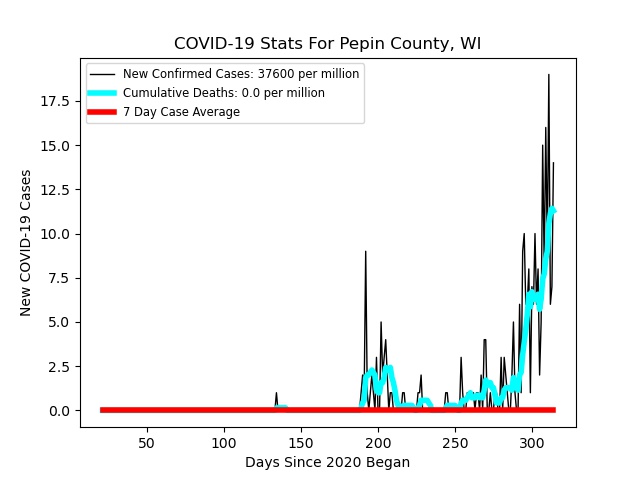 COVID-19 Stats For Pepin County, WI
New Confirmed Cases: 37600 per million
Cumulative Deaths: 0.0 per million
7 Day Case Average
17.5
15.0
12.5
10.0
7.5
5.0
2.5
0.0
New COVID-19 Cases
50 100 150 200 250 300
Days Since 2020 Began